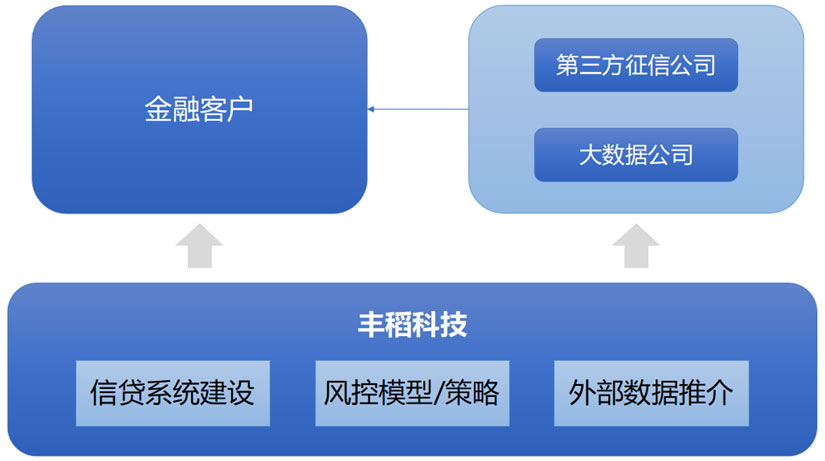 金融客户
第三方征信公司
大数据公司
丰稻科技
信贷系统建设
风控模型/策略
外部数据推介